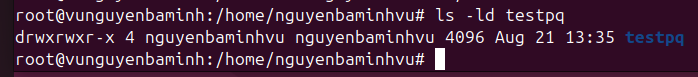 root@vunguyenbaminh:/home/nguyenbaminhvu# ls -ld testpq
drwxrwxr-x 4 nguyenbaminhvu nguyenbaminhvu 4096 Aug 21 13:35 testpq
root@vunguyenbaminh:/home/nguyenbaminhvu#